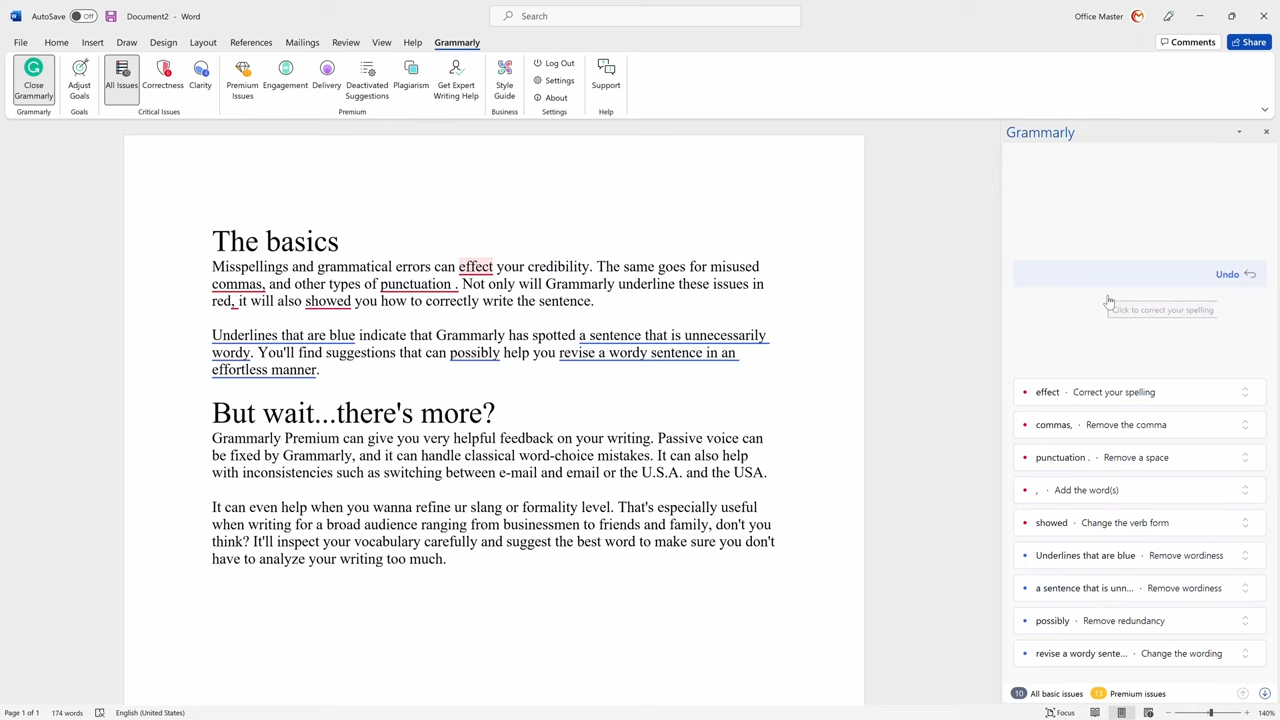 AutoSave Off Document2 - Word Search Office Master
File Home Insert Draw Design Layout References Mailings Review View Help Grammarly Comments Share
Close Grammarly Adjust Goals All Issues Correctness Clarity Premium Issues Engagement Delivery Deactivated Suggestions Plagiarism Get Expert Writing Help Style Guide Log Out Settings About Support
Grammarly Goals Critical Issues Premium Business Settings Help
Grammarly
The basics
Misspellings and grammatical errors can effect your credibility. The same goes for misused
commas, and other types of punctuation . Not only will Grammarly underline these issues in
red, it will also showed you how to correctly write the sentence.
Underlines that are blue indicate that Grammarly has spotted a sentence that is unnecessarily
wordy. You'll find suggestions that can possibly help you revise a wordy sentence in an
effortless manner.
But wait...there's more?
Grammarly Premium can give you very helpful feedback on your writing. Passive voice can
be fixed by Grammarly, and it can handle classical word-choice mistakes. It can also help
with inconsistencies such as switching between e-mail and email or the U.S.A. and the USA.
It can even help when you wanna refine ur slang or formality level. That's especially useful
when writing for a broad audience ranging from businessmen to friends and family, don't you
think? It'll inspect your vocabulary carefully and suggest the best word to make sure you don't
have to analyze your writing too much.
Undo
Click to correct your spelling
effect · Correct your spelling
commas, · Remove the comma
punctuation . · Remove a space
, · Add the word(s)
showed · Change the verb form
Underlines that are blue · Remove wordiness
a sentence that is unn... · Remove wordiness
possibly · Remove redundancy
revise a wordy sente... · Change the wording
10 All basic issues 13 Premium issues
Page 1 of 1 174 words English (United States) Focus 140%